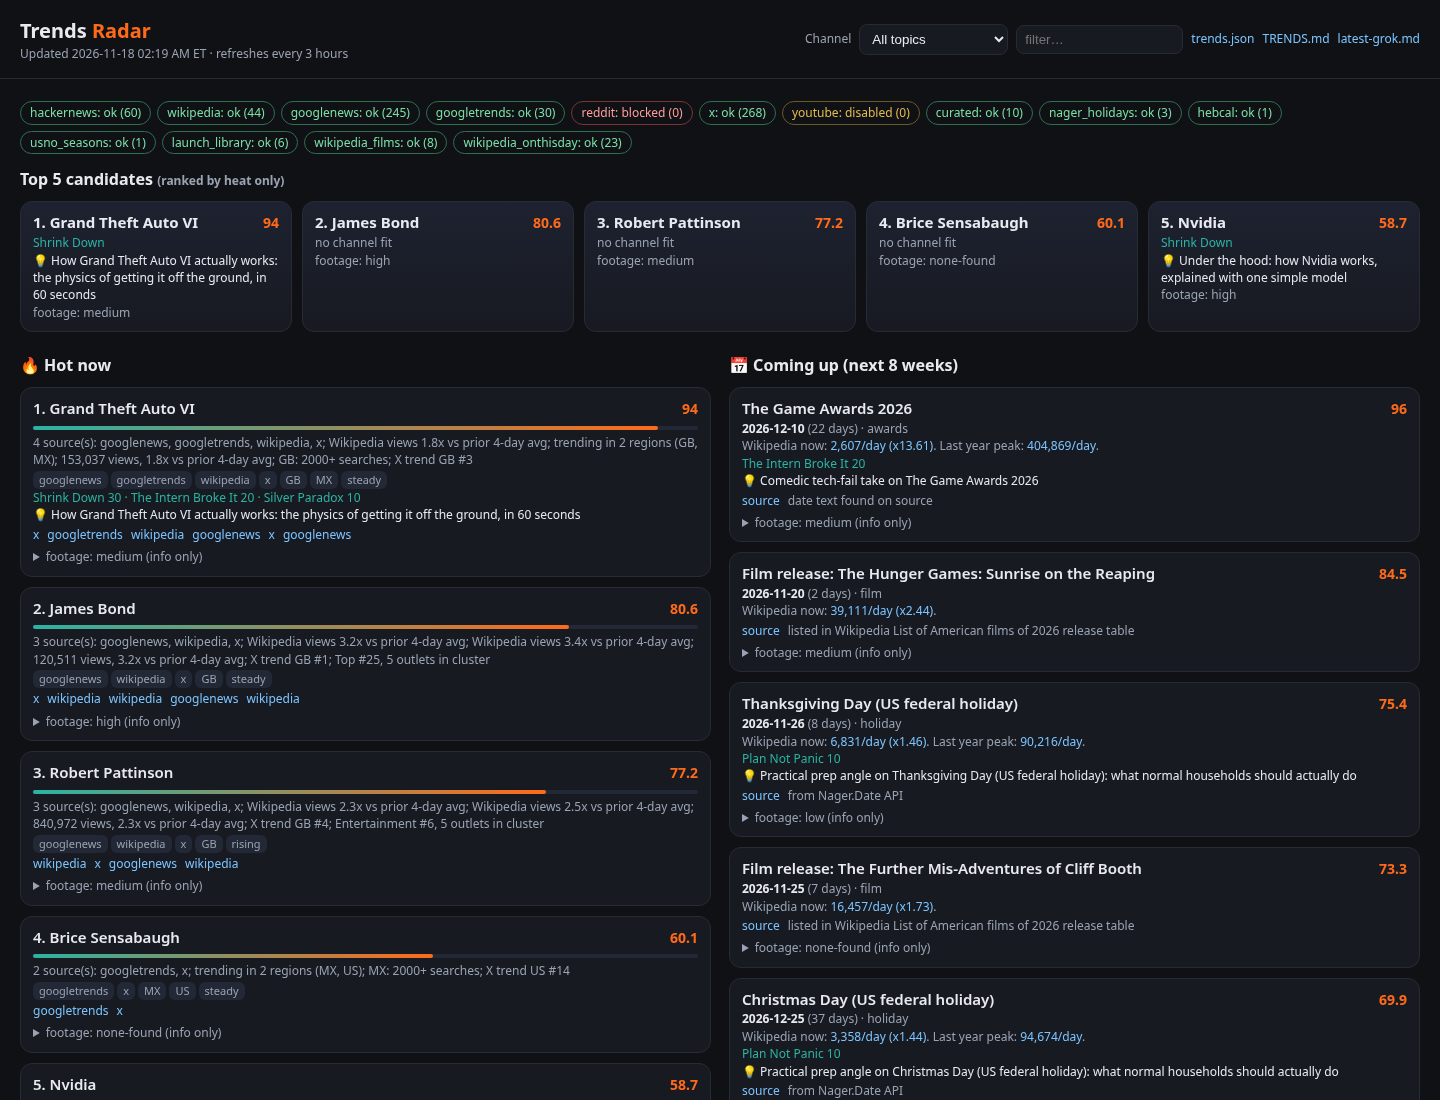 Trends Radar
Updated 2026-11-18 02:19 AM ET · refreshes every 3 hours
Channel All topics filter… trends.json TRENDS.md latest-grok.md
hackernews: ok (60) wikipedia: ok (44) googlenews: ok (245) googletrends: ok (30) reddit: blocked (0) x: ok (268) youtube: disabled (0) curated: ok (10) nager_holidays: ok (3) hebcal: ok (1)
usno_seasons: ok (1) launch_library: ok (6) wikipedia_films: ok (8) wikipedia_onthisday: ok (23)
Top 5 candidates (ranked by heat only)
1. Grand Theft Auto VI 94
Shrink Down
💡 How Grand Theft Auto VI actually works:
the physics of getting it off the ground, in
60 seconds
footage: medium
2. James Bond 80.6
no channel fit
footage: high
3. Robert Pattinson 77.2
no channel fit
footage: medium
4. Brice Sensabaugh 60.1
no channel fit
footage: none-found
5. Nvidia 58.7
Shrink Down
💡 Under the hood: how Nvidia works,
explained with one simple model
footage: high
🔥 Hot now
1. Grand Theft Auto VI 94
4 source(s): googlenews, googletrends, wikipedia, x; Wikipedia views 1.8x vs prior 4-day avg; trending in 2 regions (GB,
MX); 153,037 views, 1.8x vs prior 4-day avg; GB: 2000+ searches; X trend GB #3
googlenews googletrends wikipedia x GB MX steady
Shrink Down 30 · The Intern Broke It 20 · Silver Paradox 10
💡 How Grand Theft Auto VI actually works: the physics of getting it off the ground, in 60 seconds
x googletrends wikipedia googlenews x googlenews
▶ footage: medium (info only)
2. James Bond 80.6
3 source(s): googlenews, wikipedia, x; Wikipedia views 3.2x vs prior 4-day avg; Wikipedia views 3.4x vs prior 4-day avg;
120,511 views, 3.2x vs prior 4-day avg; X trend GB #1; Top #25, 5 outlets in cluster
googlenews wikipedia x GB steady
x wikipedia wikipedia googlenews wikipedia
▶ footage: high (info only)
3. Robert Pattinson 77.2
3 source(s): googlenews, wikipedia, x; Wikipedia views 2.3x vs prior 4-day avg; Wikipedia views 2.5x vs prior 4-day avg;
840,972 views, 2.3x vs prior 4-day avg; X trend GB #4; Entertainment #6, 5 outlets in cluster
googlenews wikipedia x GB rising
wikipedia x googlenews wikipedia
▶ footage: medium (info only)
4. Brice Sensabaugh 60.1
2 source(s): googletrends, x; trending in 2 regions (MX, US); MX: 2000+ searches; X trend US #14
googletrends x MX US steady
googletrends x
▶ footage: none-found (info only)
5. Nvidia 58.7
📅 Coming up (next 8 weeks)
The Game Awards 2026 96
2026-12-10 (22 days) · awards
Wikipedia now: 2,607/day (x13.61). Last year peak: 404,869/day.
The Intern Broke It 20
💡 Comedic tech-fail take on The Game Awards 2026
source date text found on source
▶ footage: medium (info only)
Film release: The Hunger Games: Sunrise on the Reaping 84.5
2026-11-20 (2 days) · film
Wikipedia now: 39,111/day (x2.44).
source listed in Wikipedia List of American films of 2026 release table
▶ footage: medium (info only)
Thanksgiving Day (US federal holiday) 75.4
2026-11-26 (8 days) · holiday
Wikipedia now: 6,831/day (x1.46). Last year peak: 90,216/day.
Plan Not Panic 10
💡 Practical prep angle on Thanksgiving Day (US federal holiday): what normal households should actually do
source from Nager.Date API
▶ footage: low (info only)
Film release: The Further Mis-Adventures of Cliff Booth 73.3
2026-11-25 (7 days) · film
Wikipedia now: 16,457/day (x1.73).
source listed in Wikipedia List of American films of 2026 release table
▶ footage: none-found (info only)
Christmas Day (US federal holiday) 69.9
2026-12-25 (37 days) · holiday
Wikipedia now: 3,358/day (x1.44). Last year peak: 94,674/day.
Plan Not Panic 10
💡 Practical prep angle on Christmas Day (US federal holiday): what normal households should actually do
source from Nager.Date API